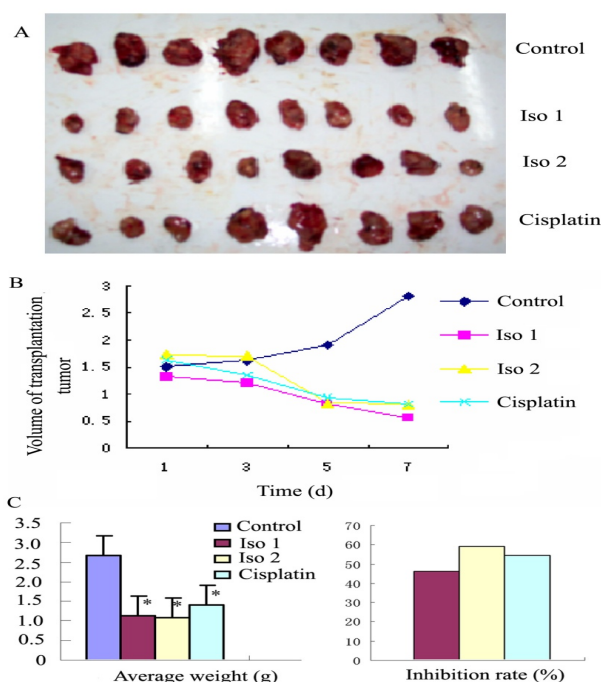 A
Control
Iso 1
Iso 2
Cisplatin
B
Volume of transplantation
tumor
3
2.5
2
1.5
1
0.5
0
1 3 5 7
Time (d)
Control
Iso 1
Iso 2
Cisplatin
C
3.5
3.0
2.5
2.0
1.5
1.0
0.5
0
Control
Iso 1
Iso 2
Cisplatin
* * *
Average weight (g)
70
60
50
40
30
20
10
0
Inhibition rate (%)